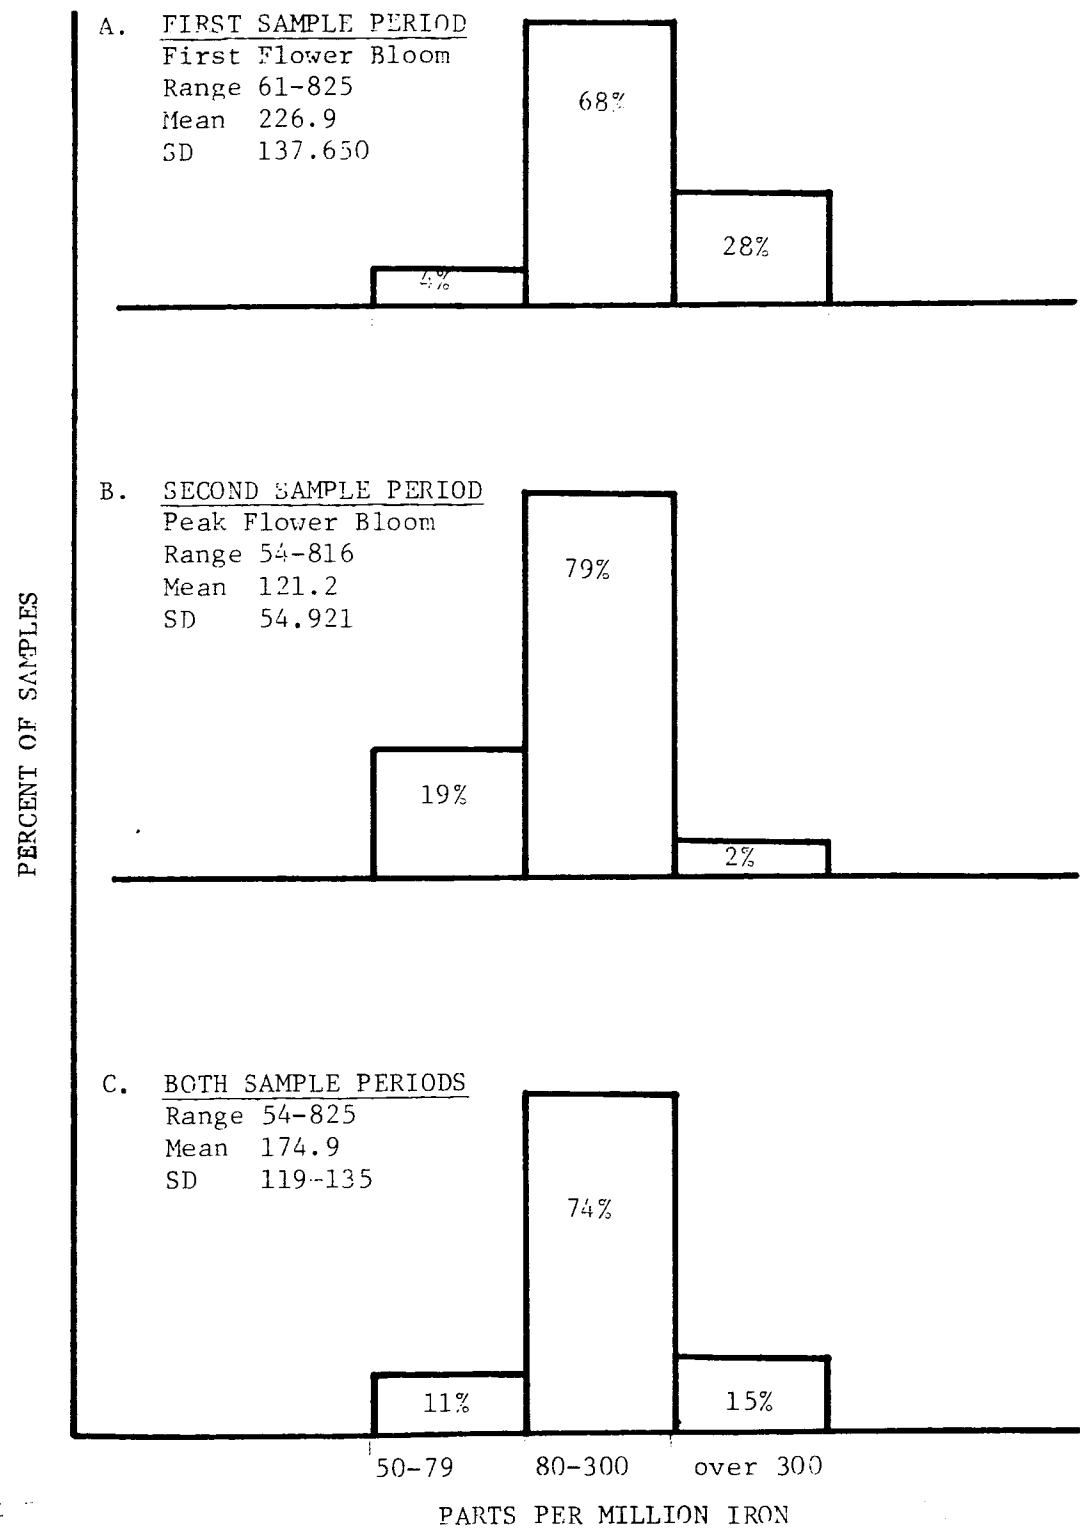 A. FIRST SAMPLE PERIOD
First Flower Bloom
Range 61-825
Mean 226.9
SD 137.650
68%
28%
4%
B. SECOND SAMPLE PERIOD
Peak Flower Bloom
Range 54-816
Mean 121.2
SD 54.921
79%
19%
2%
PERCENT OF SAMPLES
C. BOTH SAMPLE PERIODS
Range 54-825
Mean 174.9
SD 119-135
74%
11%
15%
50-79 80-300 over 300
PARTS PER MILLION IRON